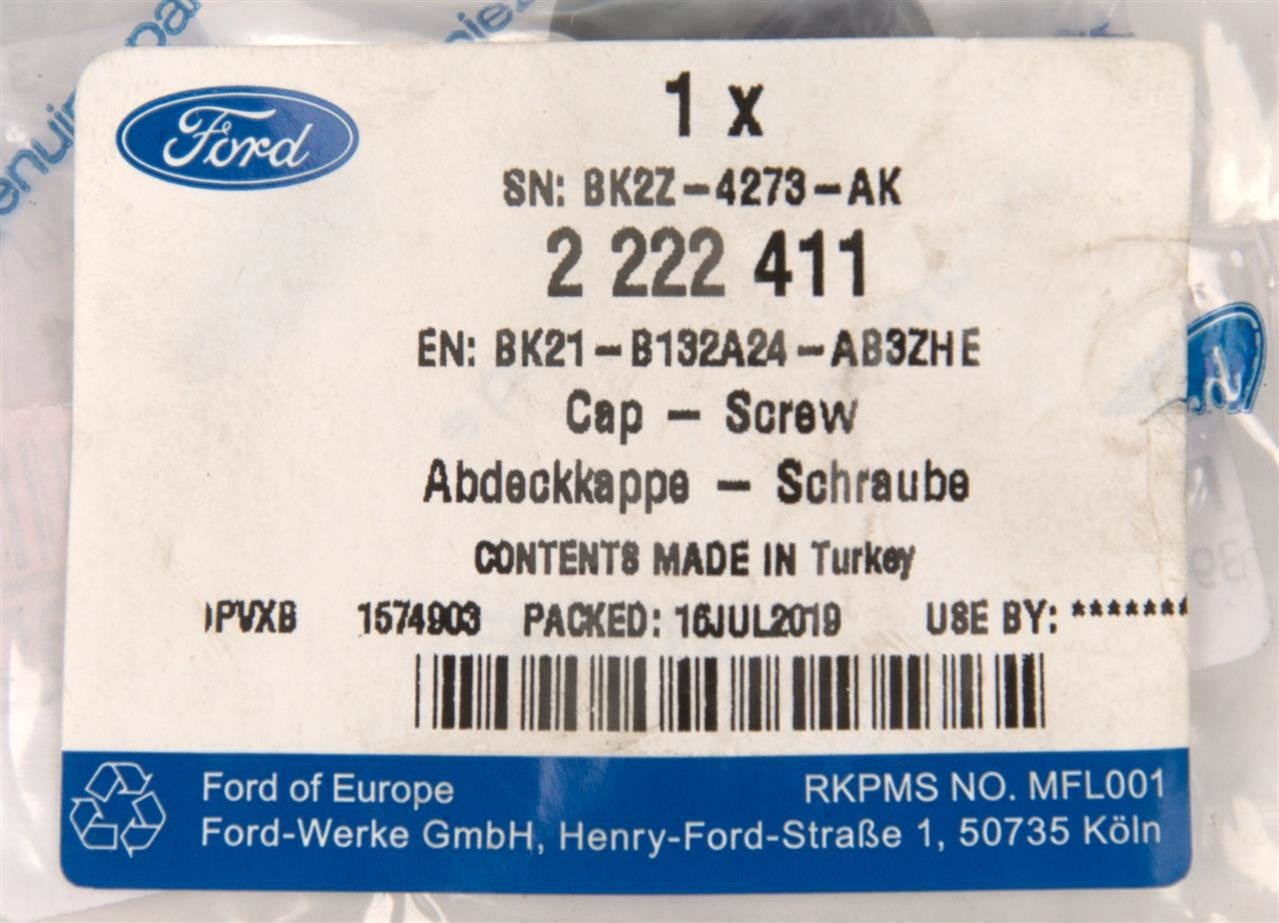 Ford
1 x
SN: BK2Z-4273-AK
2 222 411
EN: BK21-B132A24-AB3ZHE
Cap - Screw
Abdeckkappe - Schraube
CONTENTS MADE IN Turkey
PVXB 1574903 PACKED: 16JUL2019 USE BY: *******
Ford of Europe RKPMS NO. MFL001
Ford-Werke GmbH, Henry-Ford-Straße 1, 50735 Köln